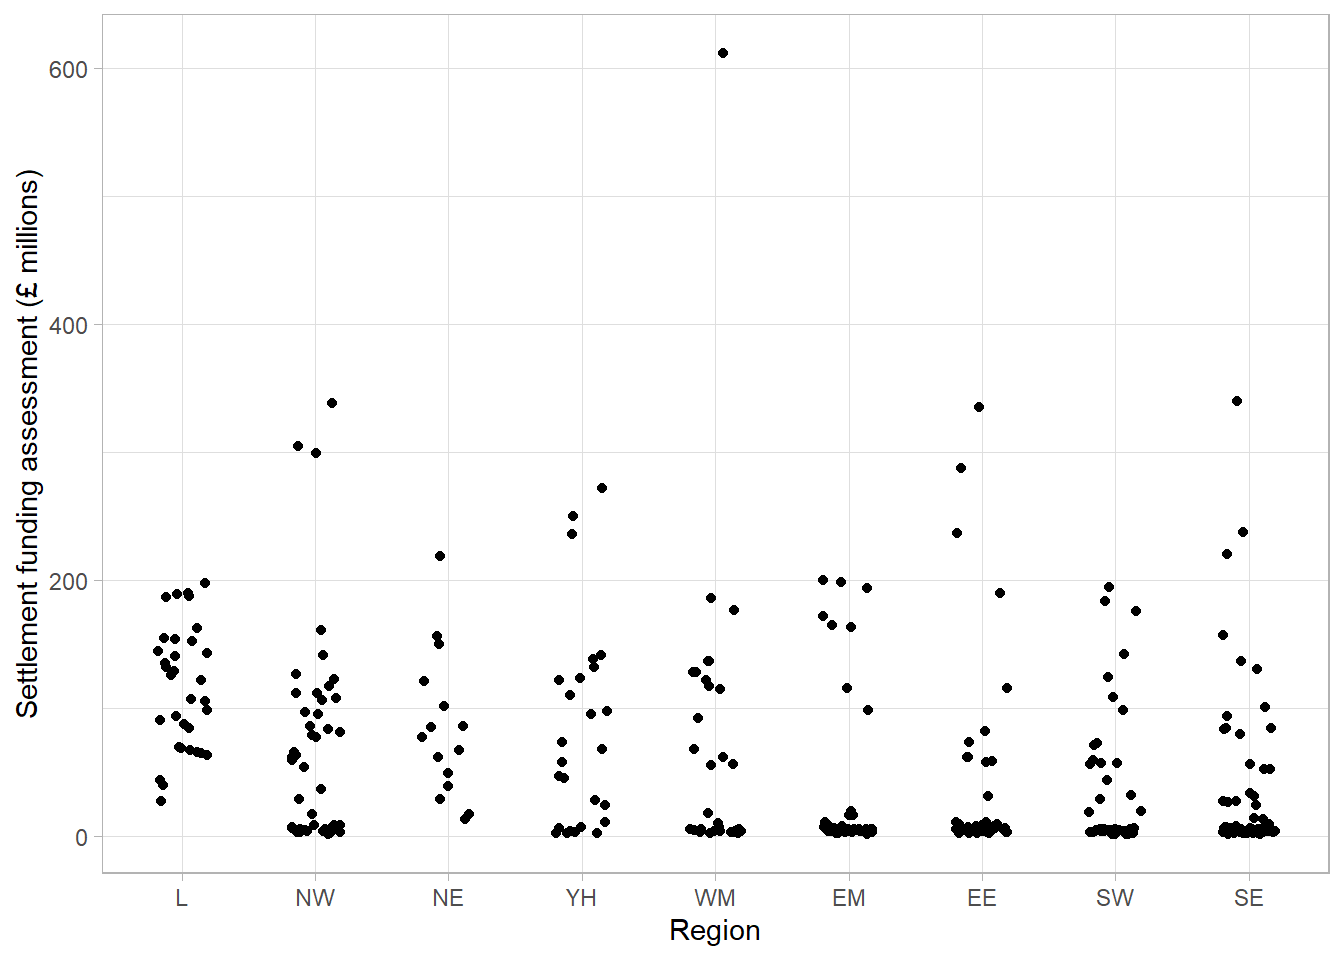 Settlement funding assessment (£ millions)
600
400
200
0
L NW NE YH WM EM EE SW SE
Region